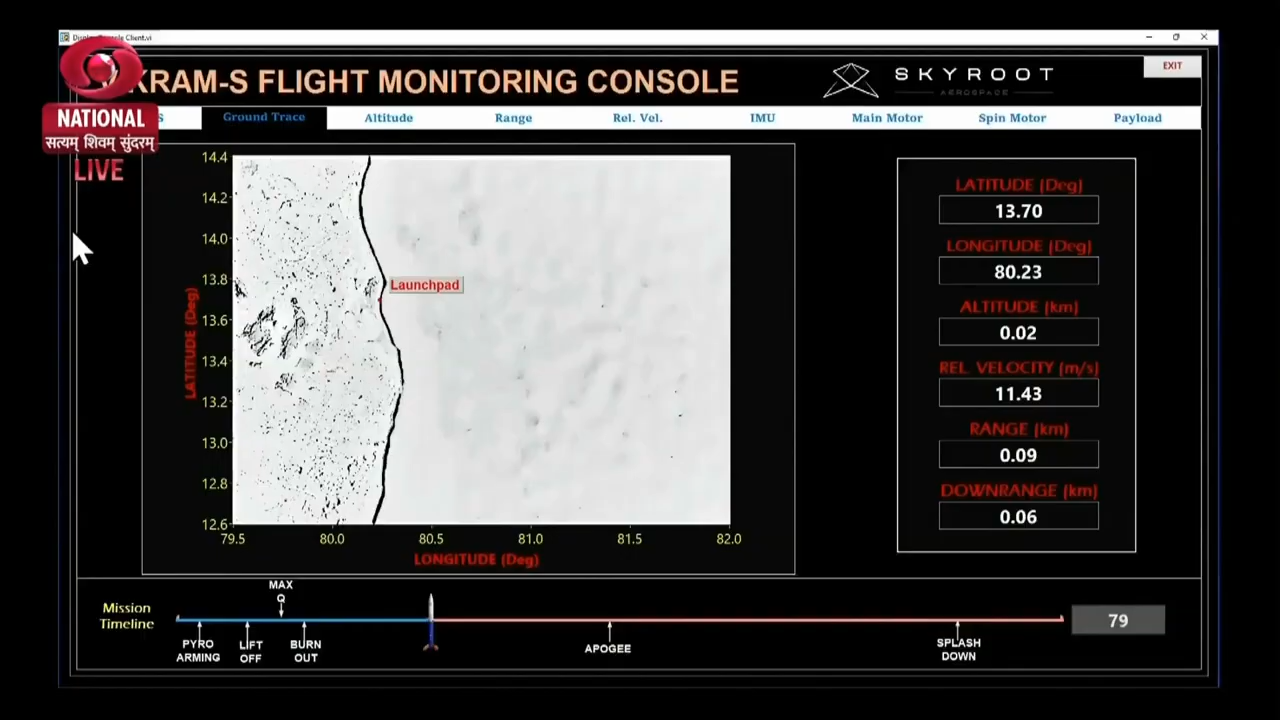 Display Console Client.vi
KRAM-S FLIGHT MONITORING CONSOLE
SKYROOT
AEROSPACE
EXIT
NATIONAL
सत्यम् शिवम् सुंदरम्
LIVE
S
Ground Trace
Altitude
Range
Rel. Vel.
IMU
Main Motor
Spin Motor
Payload
14.4
14.2
14.0
13.8
13.6
13.4
13.2
13.0
12.8
12.6
LATITUDE (Deg)
Launchpad
79.5 80.0 80.5 81.0 81.5 82.0
LONGITUDE (Deg)
LATITUDE (Deg)
13.70
LONGITUDE (Deg)
80.23
ALTITUDE (km)
0.02
REL. VELOCITY (m/s)
11.43
RANGE (km)
0.09
DOWNRANGE (km)
0.06
Mission
Timeline
PYRO
ARMING
LIFT
OFF
MAX
Q
BURN
OUT
APOGEE
SPLASH
DOWN
79